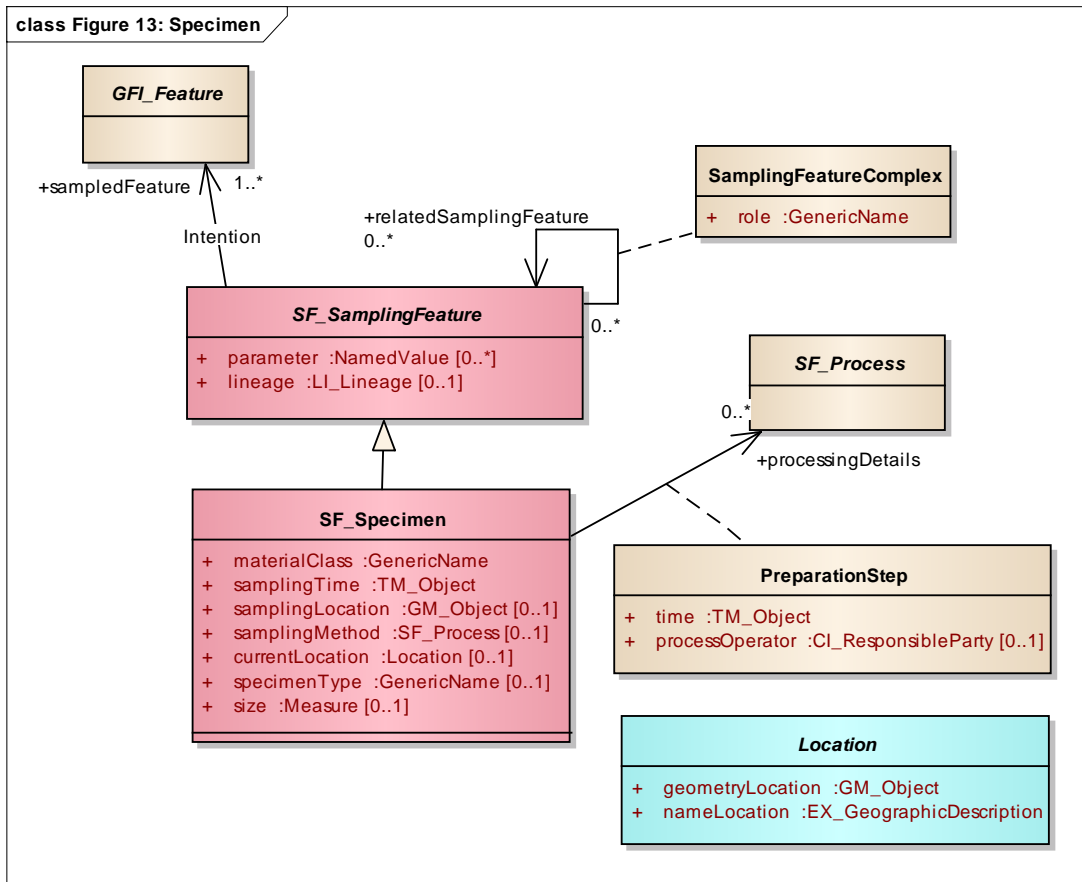 class Figure 13: Specimen
GFI_Feature
+sampledFeature
1..*
Intention
SamplingFeatureComplex
+ role :GenericName
+relatedSamplingFeature
0..*
0..*
SF_SamplingFeature
+ parameter :NamedValue [0..*]
+ lineage :LI_Lineage [0..1]
SF_Process
0..*
+processingDetails
SF_Specimen
+ materialClass :GenericName
+ samplingTime :TM_Object
+ samplingLocation :GM_Object [0..1]
+ samplingMethod :SF_Process [0..1]
+ currentLocation :Location [0..1]
+ specimenType :GenericName [0..1]
+ size :Measure [0..1]
PreparationStep
+ time :TM_Object
+ processOperator :CI_ResponsibleParty [0..1]
Location
+ geometryLocation :GM_Object
+ nameLocation :EX_GeographicDescription